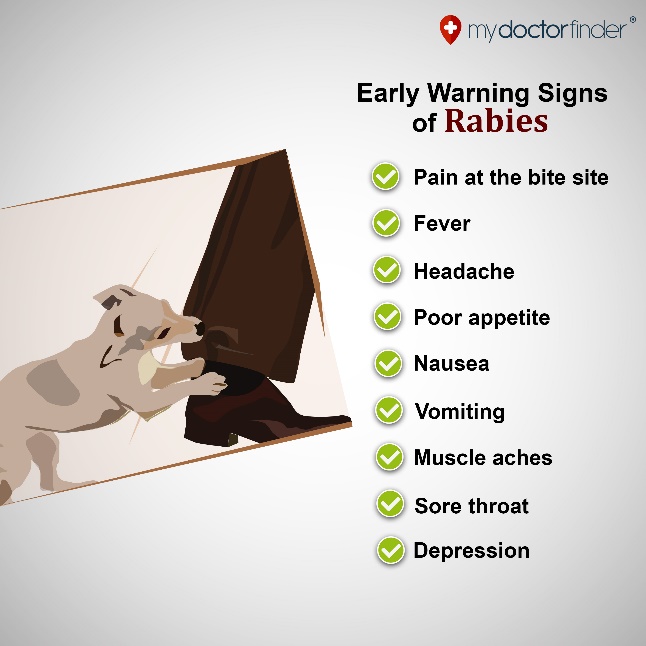 mydoctorfinder®
Early Warning Signs
of Rabies
Pain at the bite site
Fever
Headache
Poor appetite
Nausea
Vomiting
Muscle aches
Sore throat
Depression